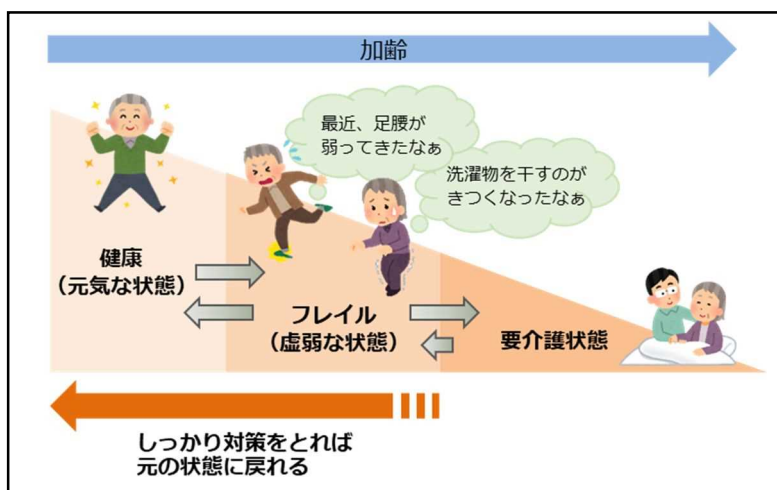 加齢
最近、足腰が
弱ってきたなぁ
洗濯物を干すのが
きつくなったなぁ
健康
（元気な状態）
フレイル
（虚弱な状態）
要介護状態
しっかり対策をとれば
元の状態に戻れる